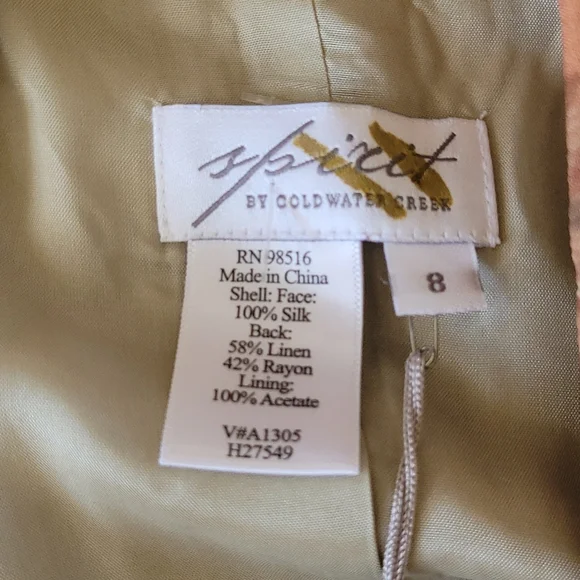 spirit
BY COLDWATER CREEK
8
RN 98516
Made in China
Shell: Face:
100% Silk
Back:
58% Linen
42% Rayon
Lining:
100% Acetate
V#A1305
H27549